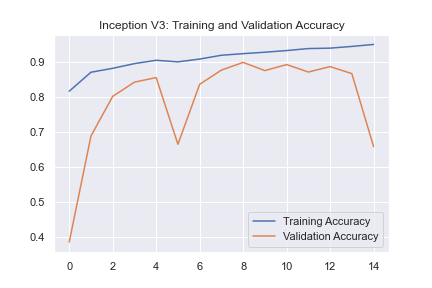 Inception V3: Training and Validation Accuracy
0.9
0.8
0.7
0.6
0.5
0.4
Training Accuracy
Validation Accuracy
0 2 4 6 8 10 12 14